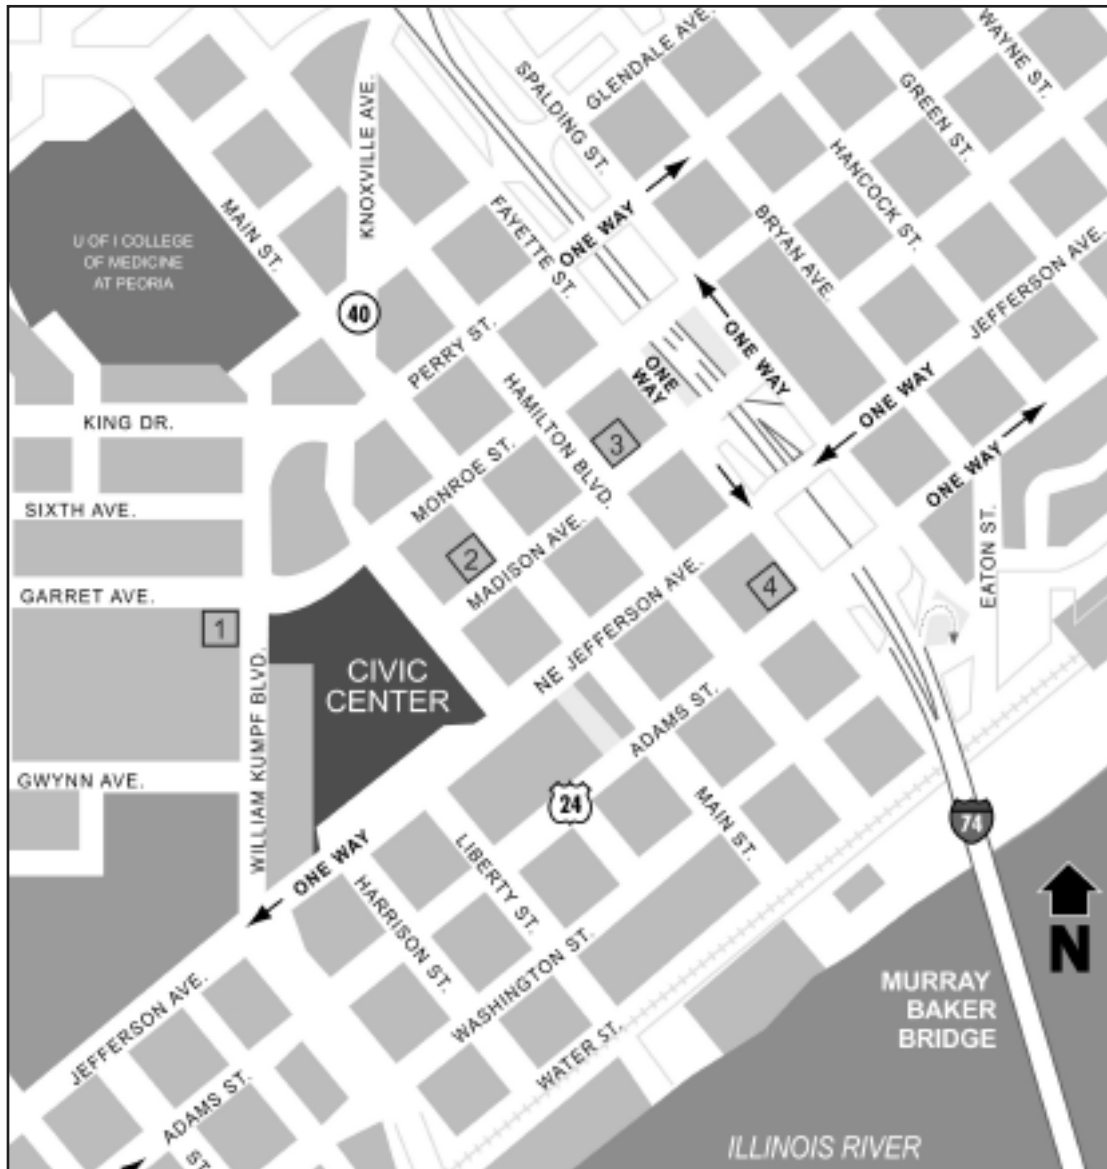 WAYNE ST.
GLENDALE AVE.
SPALDING ST.
GREEN ST.
KNOXVILLE AVE.
HANCOCK ST.
MAIN ST.
FAYETTE ST.
ONE WAY
BRYAN AVE.
U OF I COLLEGE
OF MEDICINE
AT PEORIA
JEFFERSON AVE.
40
PERRY ST.
ONE WAY
ONE
WAY
HAMILTON BLVD.
ONE WAY
KING DR.
3
MONROE ST.
ONE WAY
SIXTH AVE.
EATON ST.
2
MADISON AVE.
4
GARRET AVE.
1
NE JEFFERSON AVE.
CIVIC
CENTER
WILLIAM KUMPF BLVD.
ADAMS ST.
GWYNN AVE.
24
MAIN ST.
74
ONE WAY
LIBERTY ST.
HARRISON ST.
N
WASHINGTON ST.
JEFFERSON AVE.
MURRAY
BAKER
BRIDGE
WATER ST.
ADAMS ST.
ST.
ILLINOIS RIVER